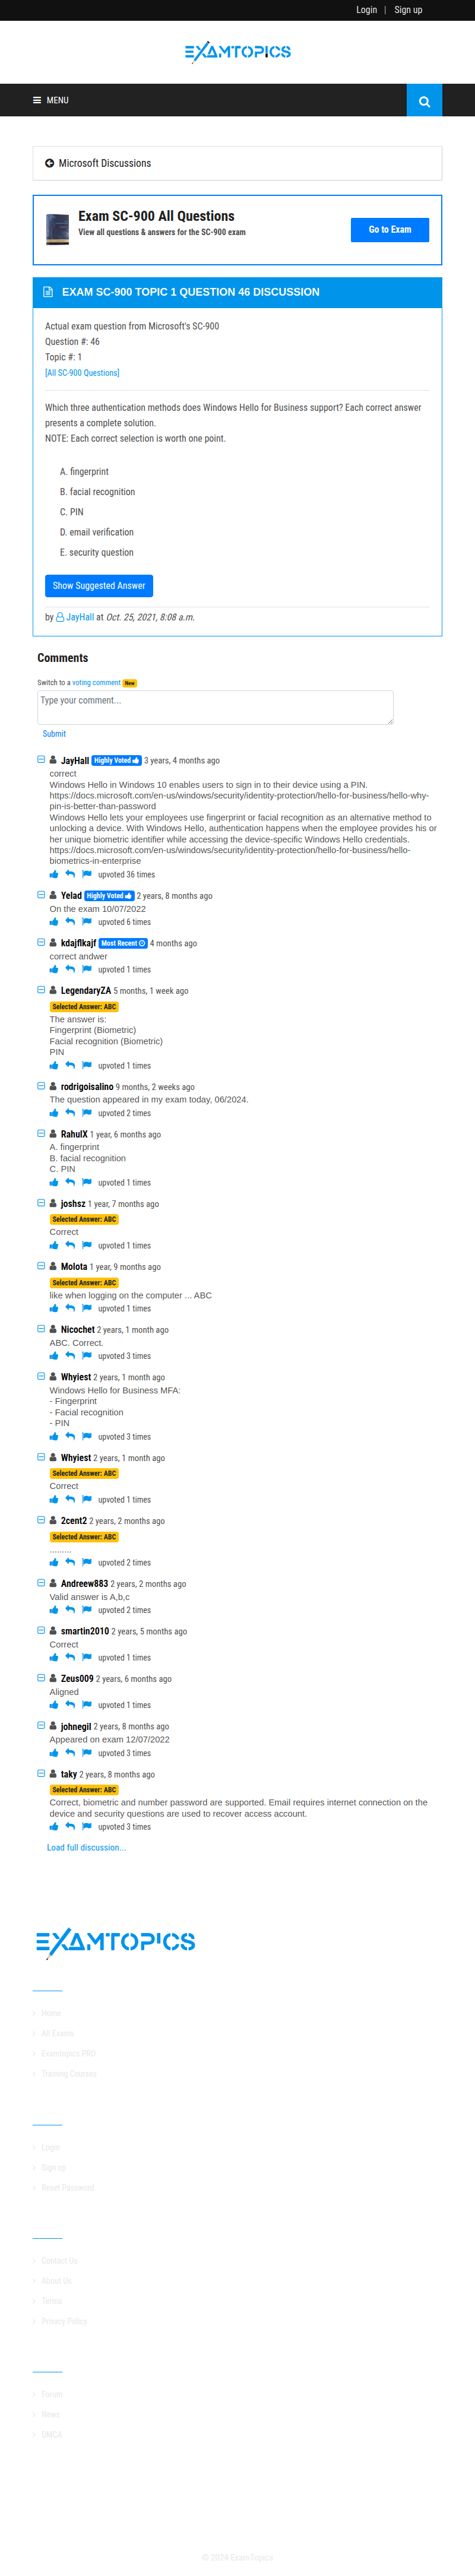 Login | Sign up
EXAMTOPICS
MENU
Microsoft Discussions
Exam SC-900 All Questions
View all questions & answers for the SC-900 exam
Go to Exam
EXAM SC-900 TOPIC 1 QUESTION 46 DISCUSSION
Actual exam question from Microsoft's SC-900
Question #: 46
Topic #: 1
[All SC-900 Questions]
Which three authentication methods does Windows Hello for Business support? Each correct answer
presents a complete solution.
NOTE: Each correct selection is worth one point.
A. fingerprint
B. facial recognition
C. PIN
D. email verification
E. security question
Show Suggested Answer
by JayHall at Oct. 25, 2021, 8:08 a.m.
Comments
Switch to a voting comment New
Type your comment...
Submit
JayHall Highly Voted 3 years, 4 months ago
correct
Windows Hello in Windows 10 enables users to sign in to their device using a PIN.
https://docs.microsoft.com/en-us/windows/security/identity-protection/hello-for-business/hello-why-
pin-is-better-than-password
Windows Hello lets your employees use fingerprint or facial recognition as an alternative method to
unlocking a device. With Windows Hello, authentication happens when the employee provides his or
her unique biometric identifier while accessing the device-specific Windows Hello credentials.
https://docs.microsoft.com/en-us/windows/security/identity-protection/hello-for-business/hello-
biometrics-in-enterprise
upvoted 36 times
Yelad Highly Voted 2 years, 8 months ago
On the exam 10/07/2022
upvoted 6 times
kdajflkajf Most Recent 4 months ago
correct andwer
upvoted 1 times
LegendaryZA 5 months, 1 week ago
Selected Answer: ABC
The answer is:
Fingerprint (Biometric)
Facial recognition (Biometric)
PIN
upvoted 1 times
rodrigoisalino 9 months, 2 weeks ago
The question appeared in my exam today, 06/2024.
upvoted 2 times
RahulX 1 year, 6 months ago
A. fingerprint
B. facial recognition
C. PIN
upvoted 1 times
joshsz 1 year, 7 months ago
Selected Answer: ABC
Correct
upvoted 1 times
Molota 1 year, 9 months ago
Selected Answer: ABC
like when logging on the computer ... ABC
upvoted 1 times
Nicochet 2 years, 1 month ago
ABC. Correct.
upvoted 3 times
Whyiest 2 years, 1 month ago
Windows Hello for Business MFA:
- Fingerprint
- Facial recognition
- PIN
upvoted 3 times
Whyiest 2 years, 1 month ago
Selected Answer: ABC
Correct
upvoted 1 times
2cent2 2 years, 2 months ago
Selected Answer: ABC
.........
upvoted 2 times
Andreew883 2 years, 2 months ago
Valid answer is A,b,c
upvoted 2 times
smartin2010 2 years, 5 months ago
Correct
upvoted 1 times
Zeus009 2 years, 6 months ago
Aligned
upvoted 1 times
johnegil 2 years, 8 months ago
Appeared on exam 12/07/2022
upvoted 3 times
taky 2 years, 8 months ago
Selected Answer: ABC
Correct, biometric and number password are supported. Email requires internet connection on the
device and security questions are used to recover access account.
upvoted 3 times
Load full discussion...
EXAMTOPICS
Home
All Exams
Examtopics PRO
Training Courses
Login
Sign up
Reset Password
Contact Us
About Us
Terms
Privacy Policy
Forum
News
DMCA
© 2024 ExamTopics